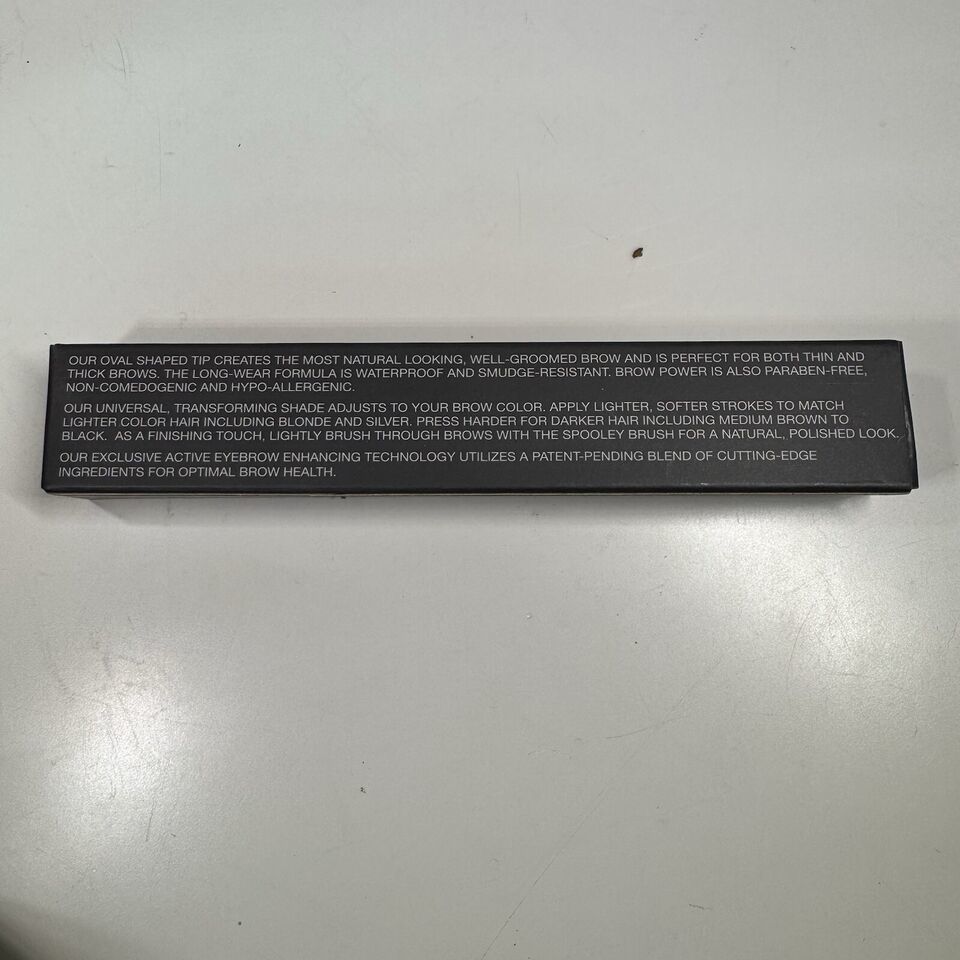 OUR OVAL SHAPED TIP CREATES THE MOST NATURAL LOOKING, WELL-GROOMED BROW AND IS PERFECT FOR BOTH THIN AND
THICK BROWS. THE LONG-WEAR FORMULA IS WATERPROOF AND SMUDGE-RESISTANT. BROW POWER IS ALSO PARABEN-FREE,
NON-COMEDOGENIC AND HYPO-ALLERGENIC.
OUR UNIVERSAL, TRANSFORMING SHADE ADJUSTS TO YOUR BROW COLOR. APPLY LIGHTER, SOFTER STROKES TO MATCH
LIGHTER COLOR HAIR INCLUDING BLONDE AND SILVER. PRESS HARDER FOR DARKER HAIR INCLUDING MEDIUM BROWN TO
BLACK. AS A FINISHING TOUCH, LIGHTLY BRUSH THROUGH BROWS WITH THE SPOOLEY BRUSH FOR A NATURAL, POLISHED LOOK.
OUR EXCLUSIVE ACTIVE EYEBROW ENHANCING TECHNOLOGY UTILIZES A PATENT-PENDING BLEND OF CUTTING-EDGE
INGREDIENTS FOR OPTIMAL BROW HEALTH.